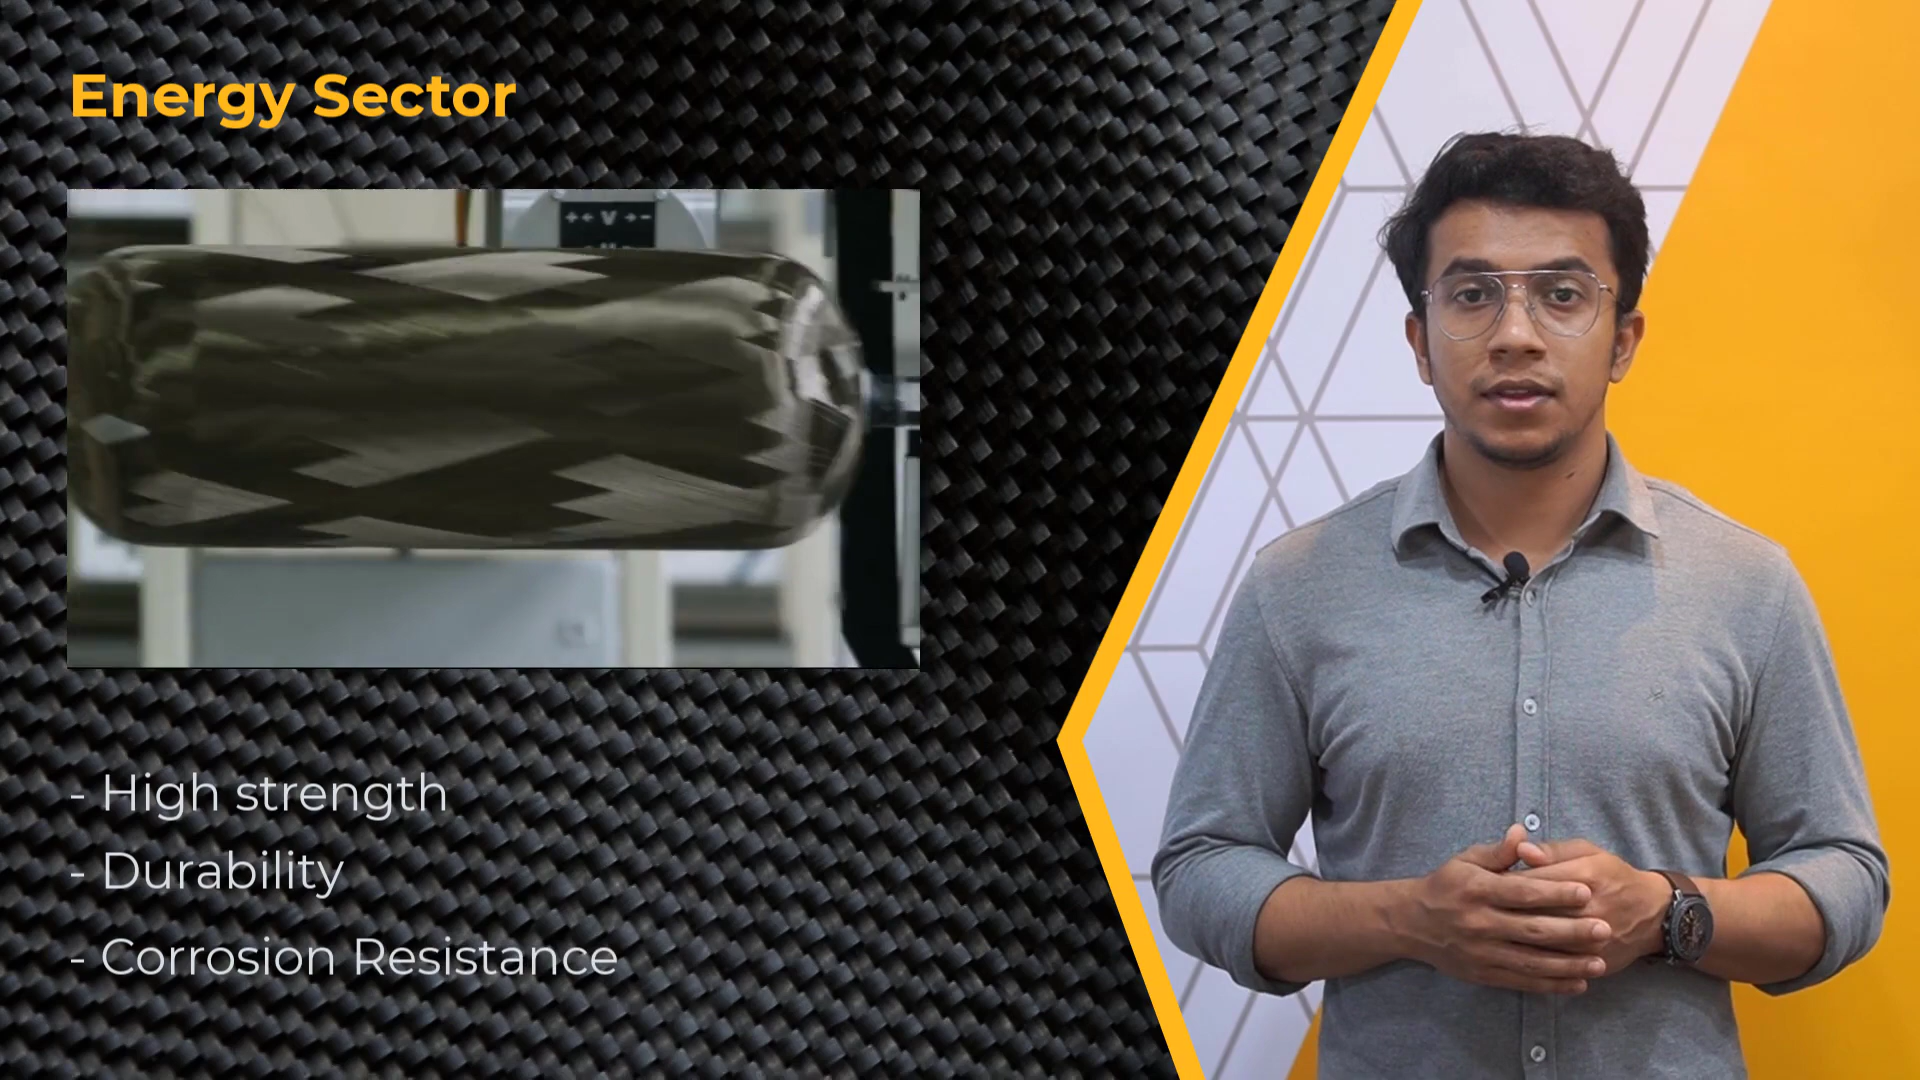 Energy Sector
++ V +-
- High strength
- Durability
- Corrosion Resistance